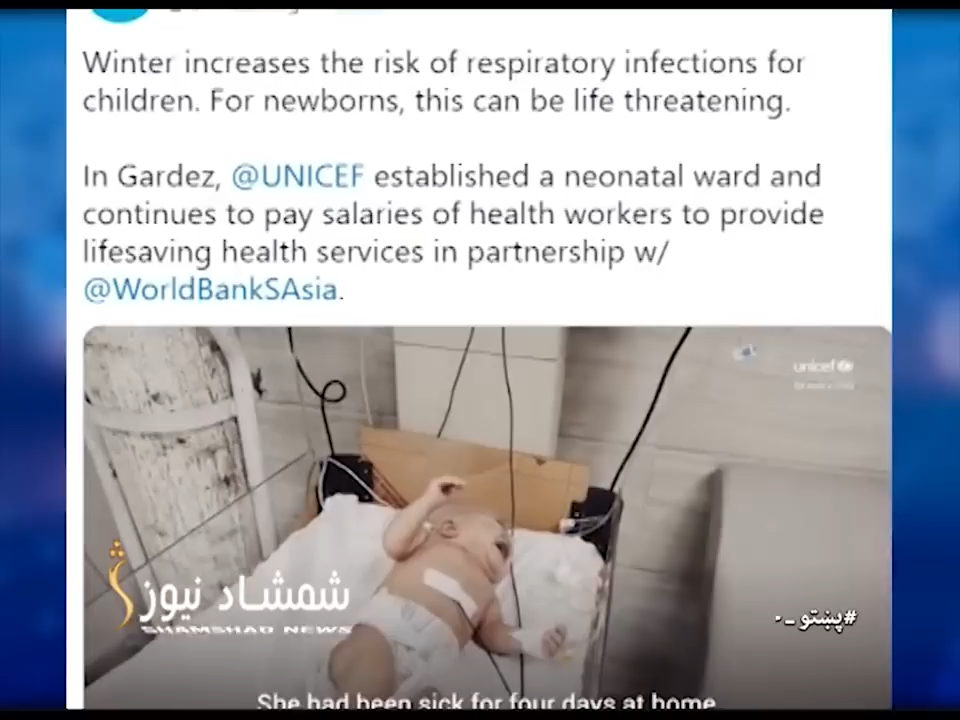 Winter increases the risk of respiratory infections for
children. For newborns, this can be life threatening.
In Gardez, @UNICEF established a neonatal ward and
continues to pay salaries of health workers to provide
lifesaving health services in partnership w/
@WorldBankSAsia.
unicef
شمشاد نیوز
SHAMSHAD NEWS
#پښتو_
She had been sick for four days at home